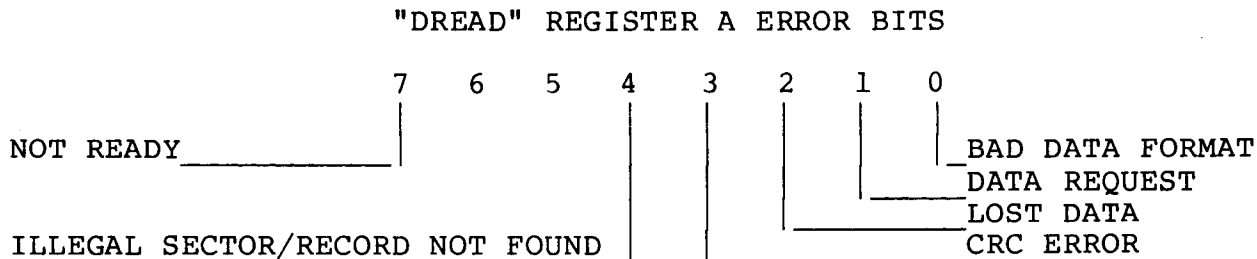 "DREAD" REGISTER A ERROR BITS
7 6 5 4 3 2 1 0
NOT READY
BAD DATA FORMAT
DATA REQUEST
LOST DATA
ILLEGAL SECTOR/RECORD NOT FOUND
CRC ERROR